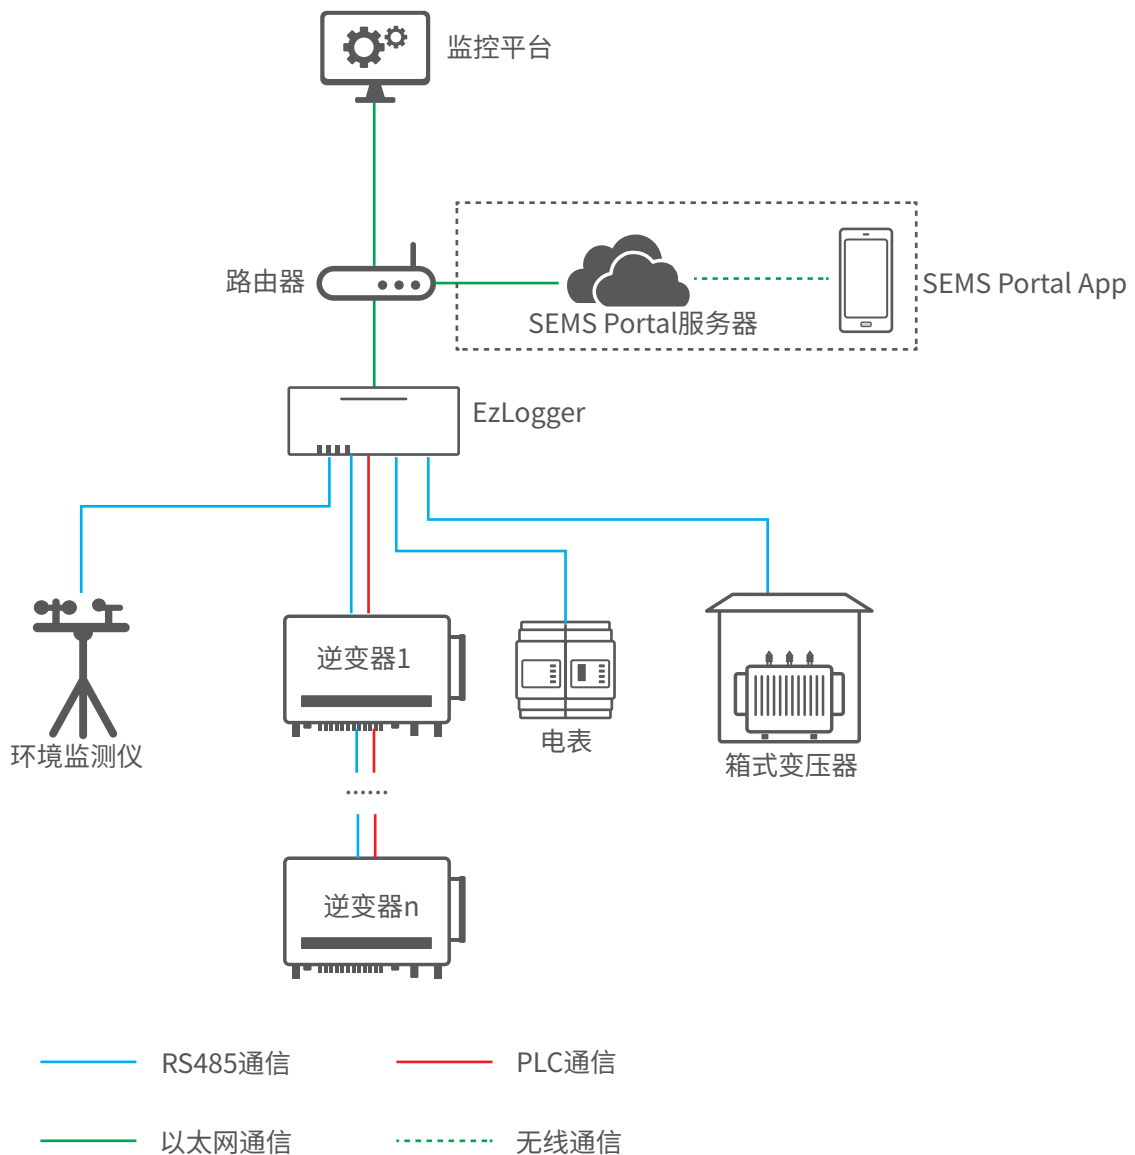 监控平台
路由器
SEMS Portal服务器
SEMS Portal App
EzLogger
逆变器1
环境监测仪
电表
箱式变压器
······
逆变器n
RS485通信
PLC通信
以太网通信
无线通信